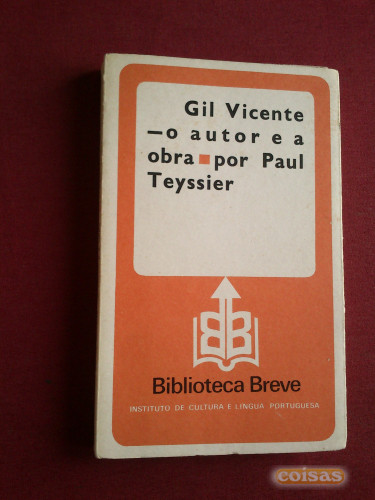 Gil Vicente
—o autor e a
obra ■ por Paul
Teyssier
BB
Biblioteca Breve
INSTITUTO DE CULTURA E LÍNGUA PORTUGUESA
coisas